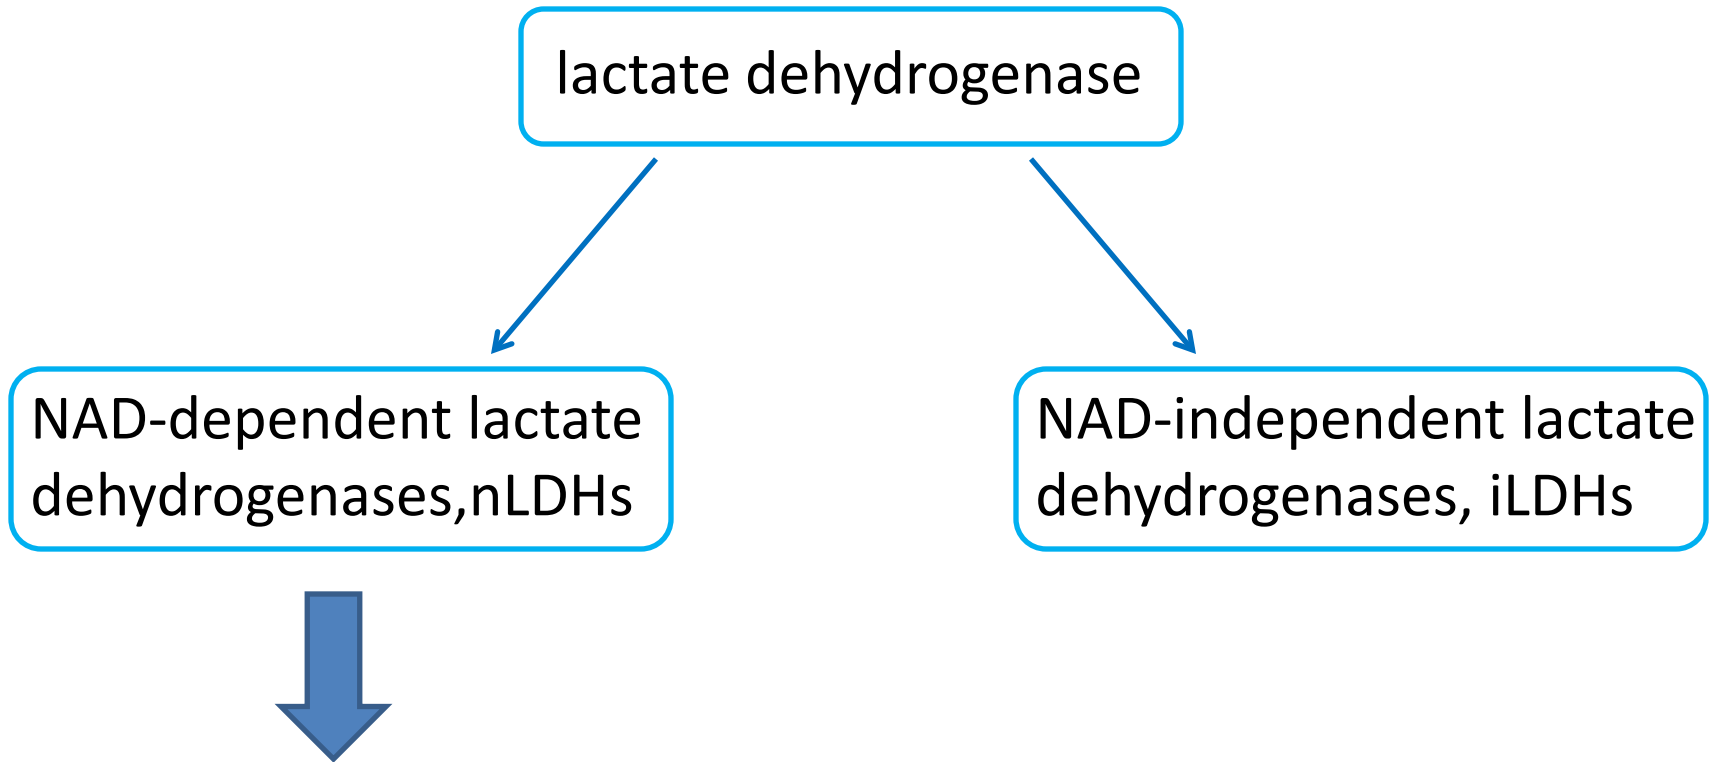 lactate dehydrogenase
NAD-dependent lactate
dehydrogenases,nLDHs
NAD-independent lactate
dehydrogenases, iLDHs